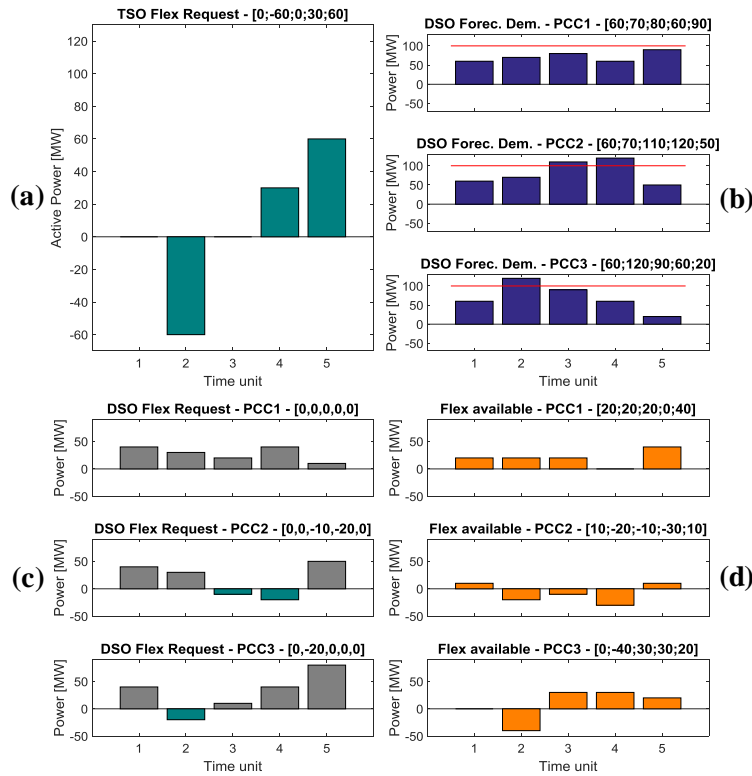 TSO Flex Request - [0;-60;0;30;60]
120
100
80
60
40
20
0
-20
-40
-60
Active Power [MW]
1 2 3 4 5
Time unit
(a)
DSO Forec. Dem. - PCC1 - [60;70;80;60;90]
100
50
0
-50
Power [MW]
DSO Forec. Dem. - PCC2 - [60;70;110;120;50]
100
50
0
-50
Power [MW]
(b)
DSO Forec. Dem. - PCC3 - [60;120;90;60;20]
100
50
0
-50
Power [MW]
1 2 3 4 5
Time unit
DSO Flex Request - PCC1 - [0,0,0,0,0]
50
0
-50
Power [MW]
DSO Flex Request - PCC2 - [0,0,-10,-20,0]
50
0
-50
Power [MW]
(c)
DSO Flex Request - PCC3 - [0,-20,0,0,0]
50
0
-50
Power [MW]
1 2 3 4 5
Time unit
Flex available - PCC1 - [20;20;20;0;40]
50
0
-50
Power [MW]
Flex available - PCC2 - [10;-20;-10;-30;10]
50
0
-50
Power [MW]
(d)
Flex available - PCC3 - [0;-40;30;30;20]
50
0
-50
Power [MW]
1 2 3 4 5
Time unit